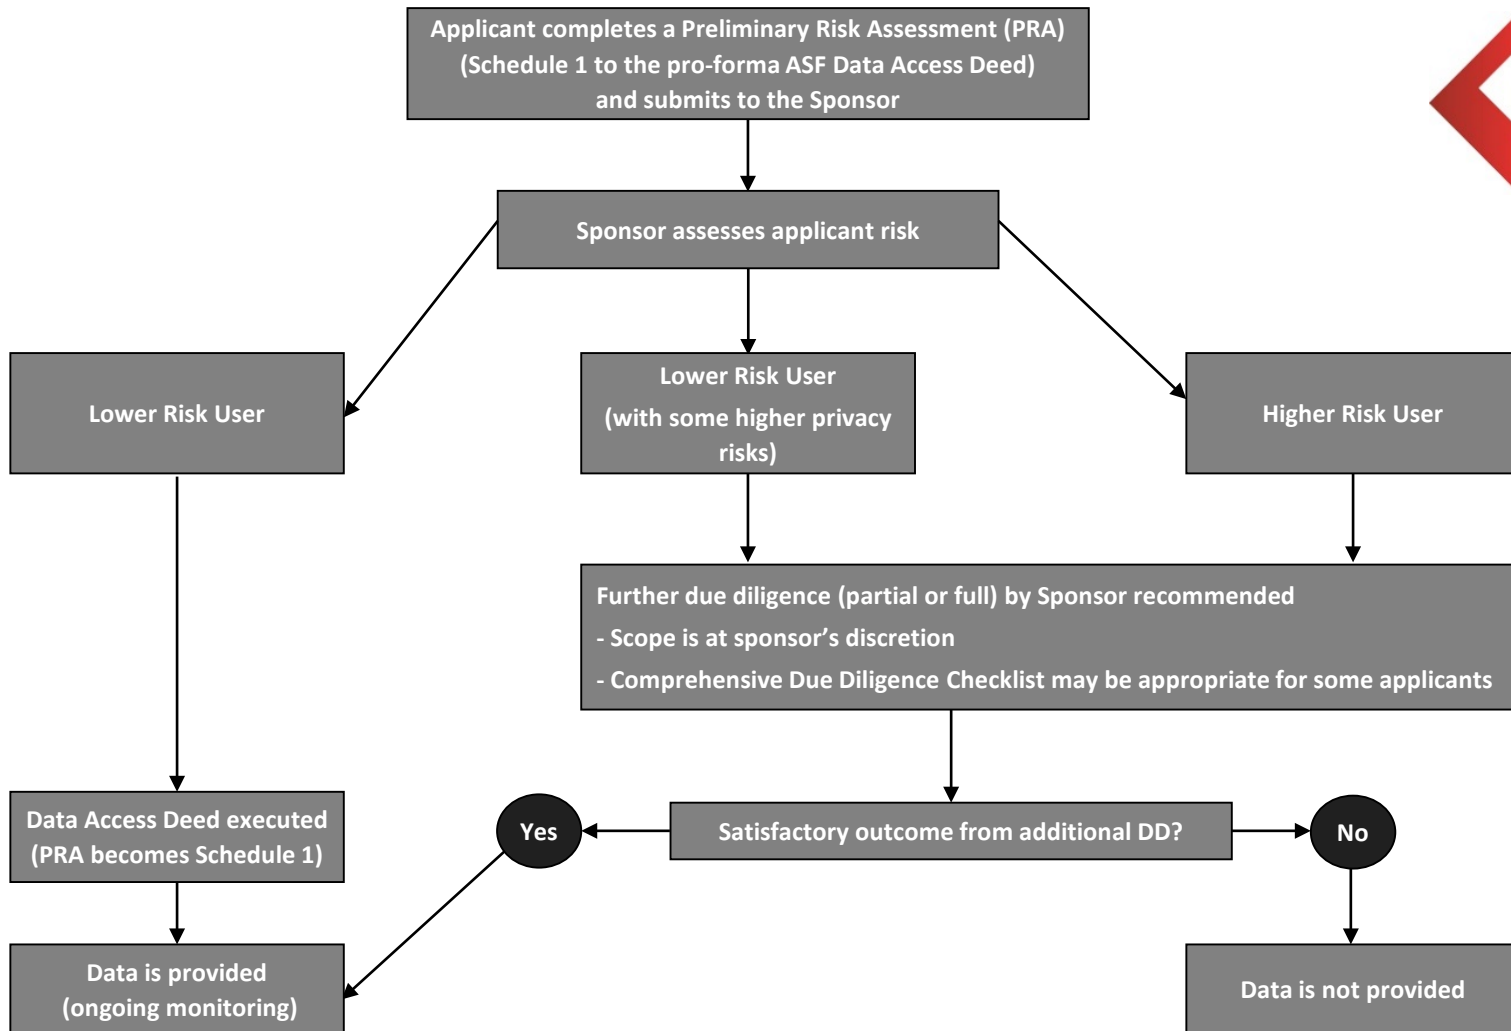 Applicant completes a Preliminary Risk Assessment (PRA)
(Schedule 1 to the pro-forma ASF Data Access Deed)
and submits to the Sponsor
Sponsor assesses applicant risk
Lower Risk User
Lower Risk User
(with some higher privacy
risks)
Higher Risk User
Further due diligence (partial or full) by Sponsor recommended
- Scope is at sponsor’s discretion
- Comprehensive Due Diligence Checklist may be appropriate for some applicants
Data Access Deed executed
(PRA becomes Schedule 1)
Yes
Satisfactory outcome from additional DD?
No
Data is provided
(ongoing monitoring)
Data is not provided